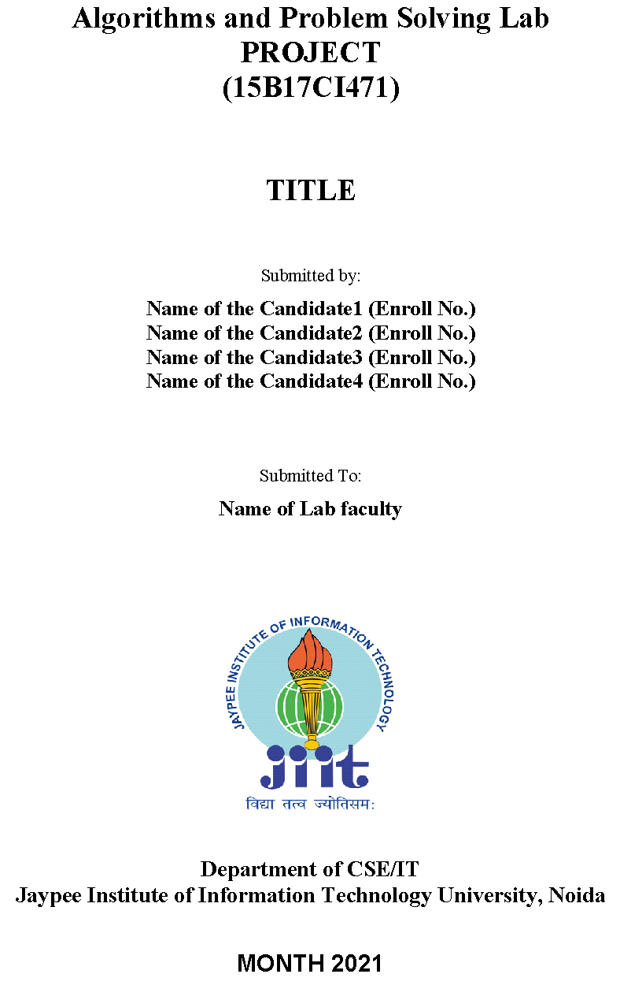 Algorithms and Problem Solving Lab
PROJECT
(15B17CI471)
TITLE
Submitted by:
Name of the Candidate1 (Enroll No.)
Name of the Candidate2 (Enroll No.)
Name of the Candidate3 (Enroll No.)
Name of the Candidate4 (Enroll No.)
Submitted To:
Name of Lab faculty
JAYPEE INSTITUTE OF INFORMATION TECHNOLOGY
jiit
विद्या तत्व ज्योतिसमः
Department of CSE/IT
Jaypee Institute of Information Technology University, Noida
MONTH 2021